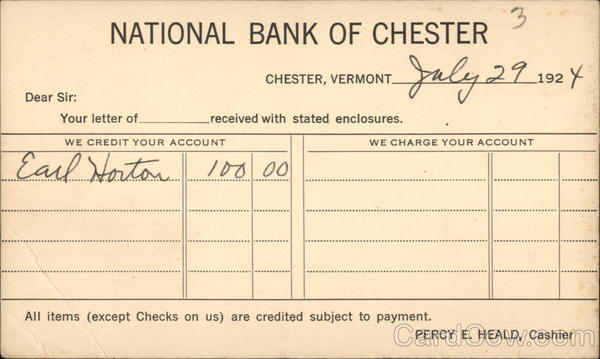 3
NATIONAL BANK OF CHESTER
CHESTER, VERMONT July 29 1924
Dear Sir:
Your letter of received with stated enclosures.
WE CREDIT YOUR ACCOUNT WE CHARGE YOUR ACCOUNT
Earl Horton 100 00
All items (except Checks on us) are credited subject to payment.
PERCY E. HEALD, Cashier
CardCow.com